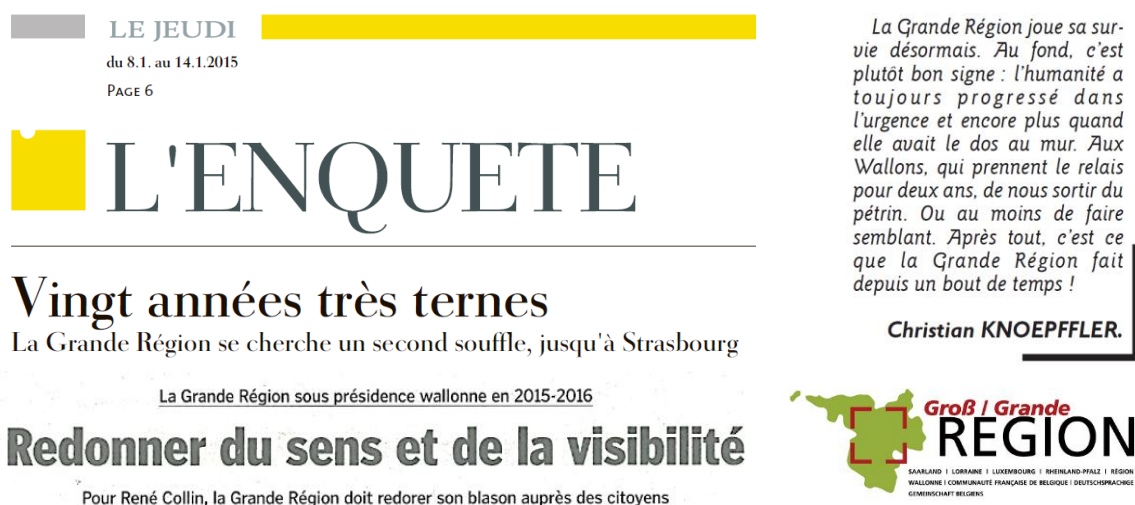 LE JEUDI
du 8.1. au 14.1.2015
PAGE 6
L'ENQUETE
Vingt années très ternes
La Grande Région se cherche un second souffle, jusqu'à Strasbourg
La Grande Région sous présidence wallonne en 2015-2016
Redonner du sens et de la visibilité
Pour René Collin, la Grande Région doit redorer son blason auprès des citoyens
La Grande Région joue sa sur-
vie désormais. Au fond, c'est
plutôt bon signe : l'humanité a
toujours progressé dans
l'urgence et encore plus quand
elle avait le dos au mur. Aux
Wallons, qui prennent le relais
pour deux ans, de nous sortir du
pétrin. Ou au moins de faire
semblant. Après tout, c'est ce
que la Grande Région fait
depuis un bout de temps !
Christian KNOEPFFLER.
Groß / Grande
REGION
SAARLAND I LORRAINE I LUXEMBOURG I RHEINLAND-PFALZ I RÉGION
WALLONNE I COMMUNAUTÉ FRANÇAISE DE BELGIQUE I DEUTSCHSPRACHIGE
GEMEINSCHAFT BELGIENS